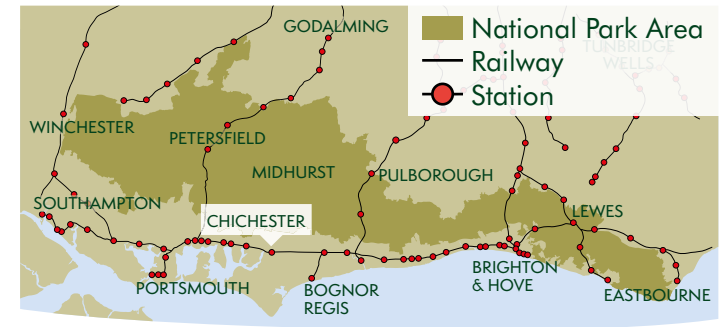 GODALMING
National Park Area
TUNBRIDGE
WELLS
Railway
Station
WINCHESTER
PETERSFIELD
MIDHURST
PULBOROUGH
SOUTHAMPTON
CHICHESTER
LEWES
PORTSMOUTH
BOGNOR
REGIS
BRIGHTON
& HOVE
EASTBOURNE